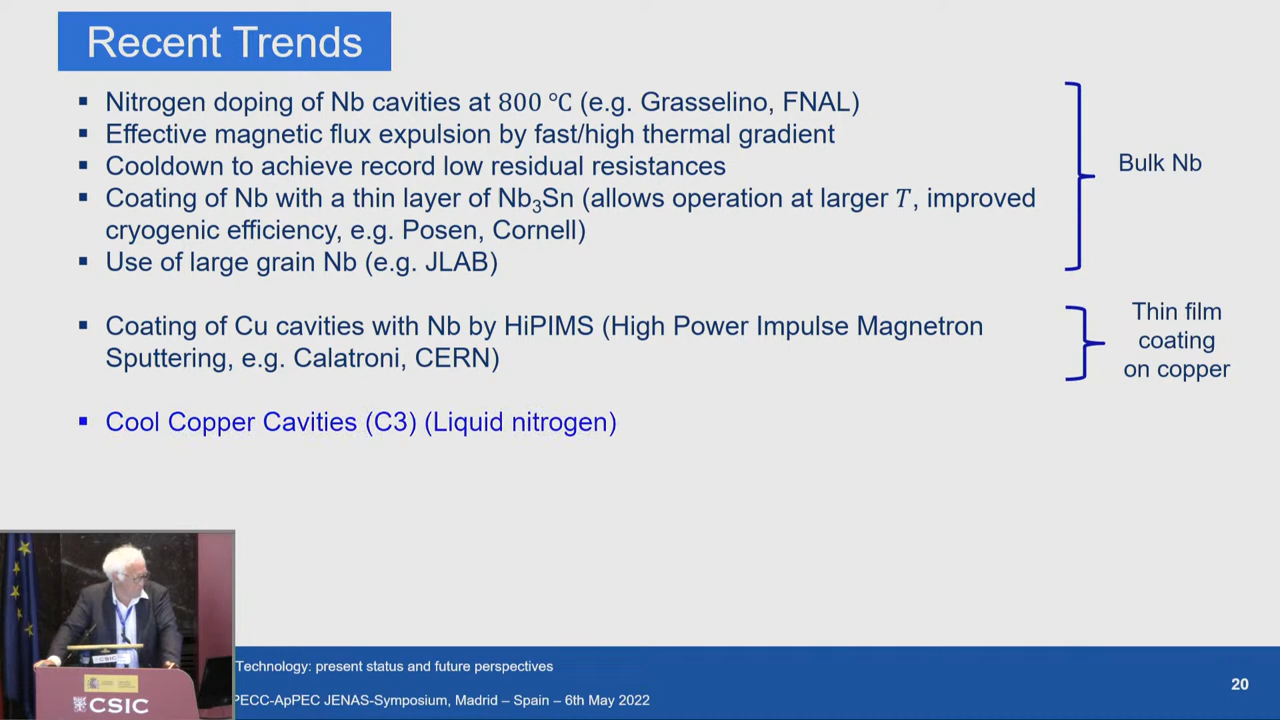 Recent Trends
▪ Nitrogen doping of Nb cavities at 800 ℃ (e.g. Grasselino, FNAL)
▪ Effective magnetic flux expulsion by fast/high thermal gradient
▪ Cooldown to achieve record low residual resistances
▪ Coating of Nb with a thin layer of Nb₃Sn (allows operation at larger T, improved
cryogenic efficiency, e.g. Posen, Cornell)
▪ Use of large grain Nb (e.g. JLAB)
Bulk Nb
▪ Coating of Cu cavities with Nb by HiPIMS (High Power Impulse Magnetron
Sputtering, e.g. Calatroni, CERN)
Thin film
coating
on copper
▪ Cool Copper Cavities (C3) (Liquid nitrogen)
CSIC
Technology: present status and future perspectives
PECC-ApPEC JENAS-Symposium, Madrid – Spain – 6th May 2022
20